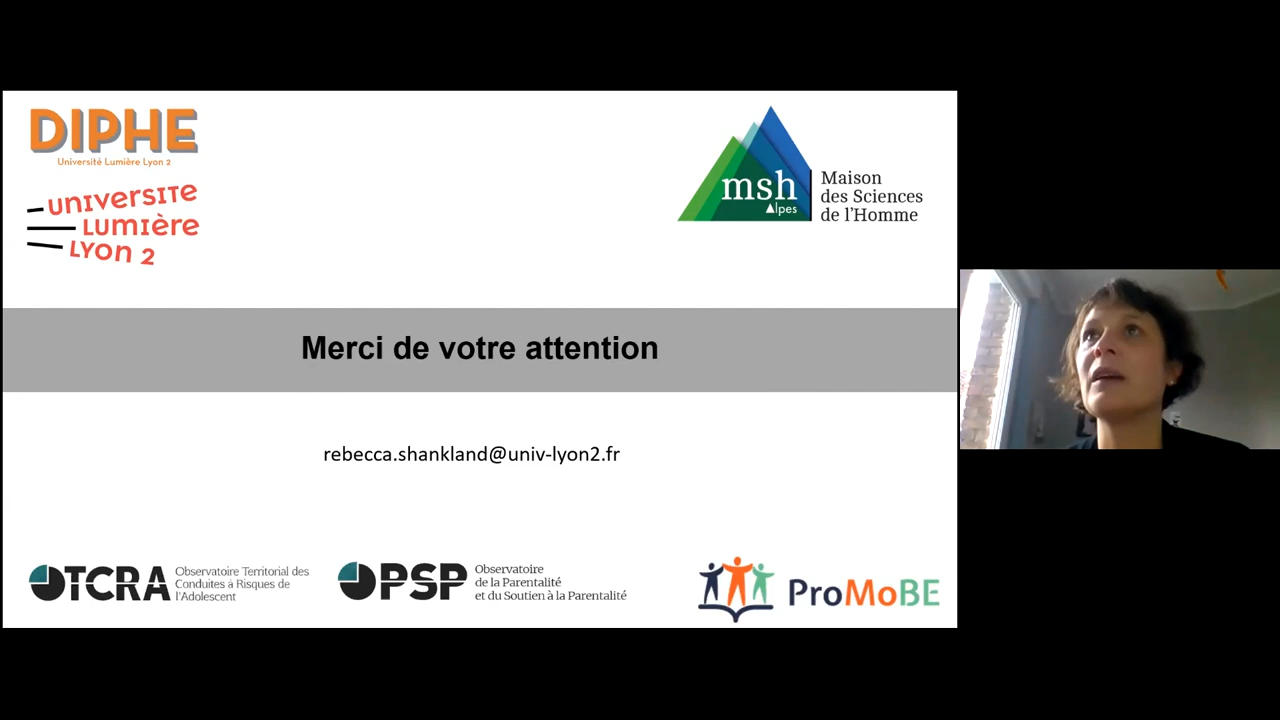 DIPHE
Université Lumière Lyon 2
UNIVERSITE
LUMIÈRE
LYON 2
msh
Alpes
Maison
des Sciences
de l'Homme
Merci de votre attention
rebecca.shankland@univ-lyon2.fr
OTCRA
Observatoire Territorial des
Conduites à Risques de
l'Adolescent
OPSP
Observatoire
de la Parentalité
et du Soutien à la Parentalité
ProMoBE